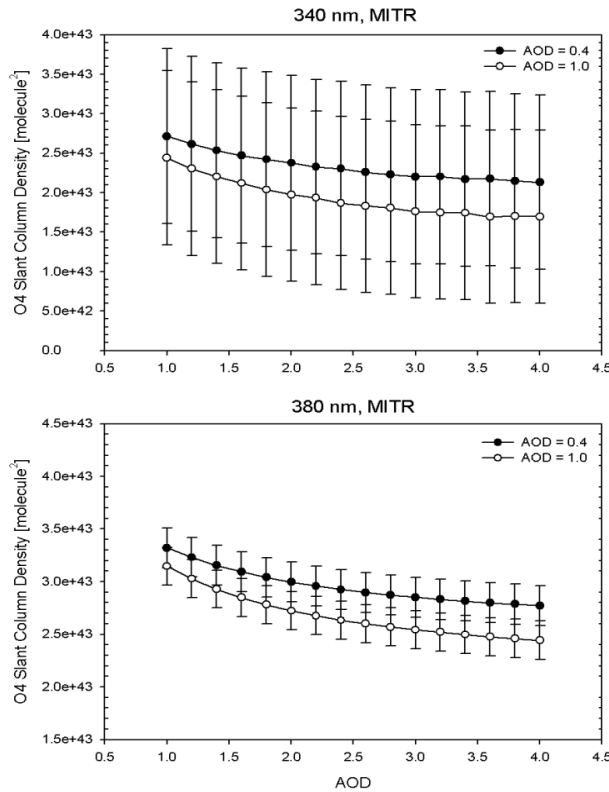 340 nm, MITR
4.0e+43
3.5e+43
3.0e+43
2.5e+43
2.0e+43
1.5e+43
1.0e+43
5.0e+42
0.0
O4 Slant Column Density [molecule²]
AOD = 0.4
AOD = 1.0
0.5 1.0 1.5 2.0 2.5 3.0 3.5 4.0 4.5
380 nm, MITR
4.5e+43
4.0e+43
3.5e+43
3.0e+43
2.5e+43
2.0e+43
1.5e+43
O4 Slant Column Density [molecule²]
AOD = 0.4
AOD = 1.0
0.5 1.0 1.5 2.0 2.5 3.0 3.5 4.0 4.5
AOD